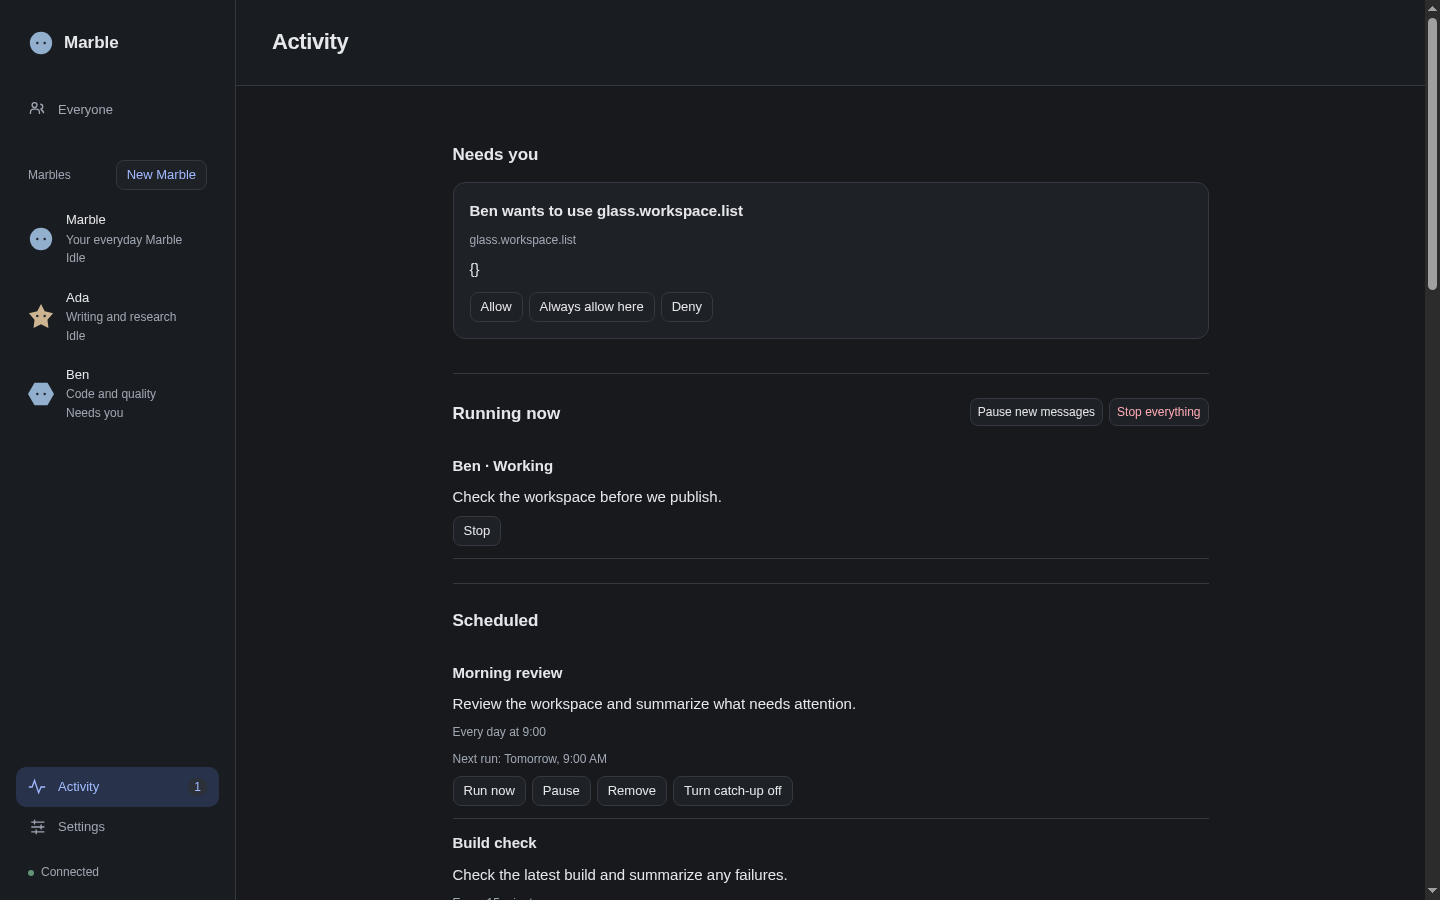 Marble
Everyone
Marbles
New Marble
Marble
Your everyday Marble
Idle
Ada
Writing and research
Idle
Ben
Code and quality
Needs you
Activity
1
Settings
Connected
Activity
Needs you
Ben wants to use glass.workspace.list
glass.workspace.list
{}
Allow
Always allow here
Deny
Running now
Pause new messages
Stop everything
Ben · Working
Check the workspace before we publish.
Stop
Scheduled
Morning review
Review the workspace and summarize what needs attention.
Every day at 9:00
Next run: Tomorrow, 9:00 AM
Run now
Pause
Remove
Turn catch-up off
Build check
Check the latest build and summarize any failures.